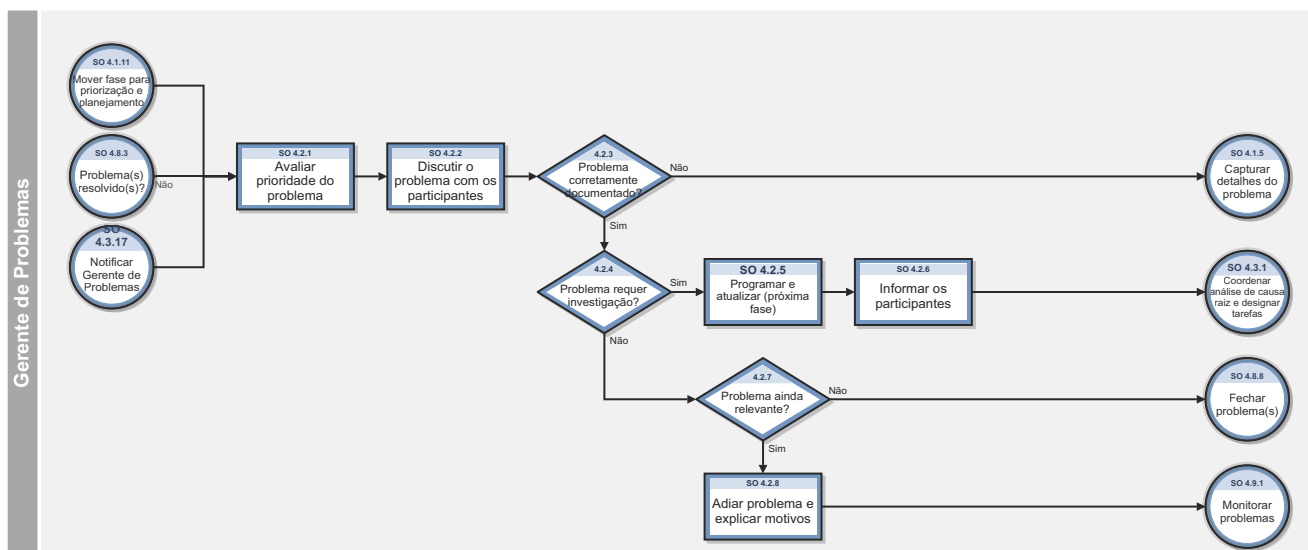 Gerente de Problemas
SO 4.1.11
Mover fase para
priorização e
planejamento
SO 4.8.3
Problema(s)
resolvido(s)?
Não
SO
4.3.17
Notificar
Gerente de
Problemas
SO 4.2.1
Avaliar
prioridade do
problema
SO 4.2.2
Discutir o
problema com os
participantes
4.2.3
Problema
corretamente
documentado?
Não
Sim
SO 4.1.5
Capturar
detalhes do
problema
4.2.4
Problema requer
investigação?
Sim
Não
SO 4.2.5
Programar e
atualizar (próxima
fase)
SO 4.2.6
Informar os
participantes
SO 4.3.1
Coordenar
análise de causa
raiz e designar
tarefas
4.2.7
Problema ainda
relevante?
Não
Sim
SO 4.8.8
Fechar
problema(s)
SO 4.2.8
Adiar problema e
explicar motivos
SO 4.9.1
Monitorar
problemas